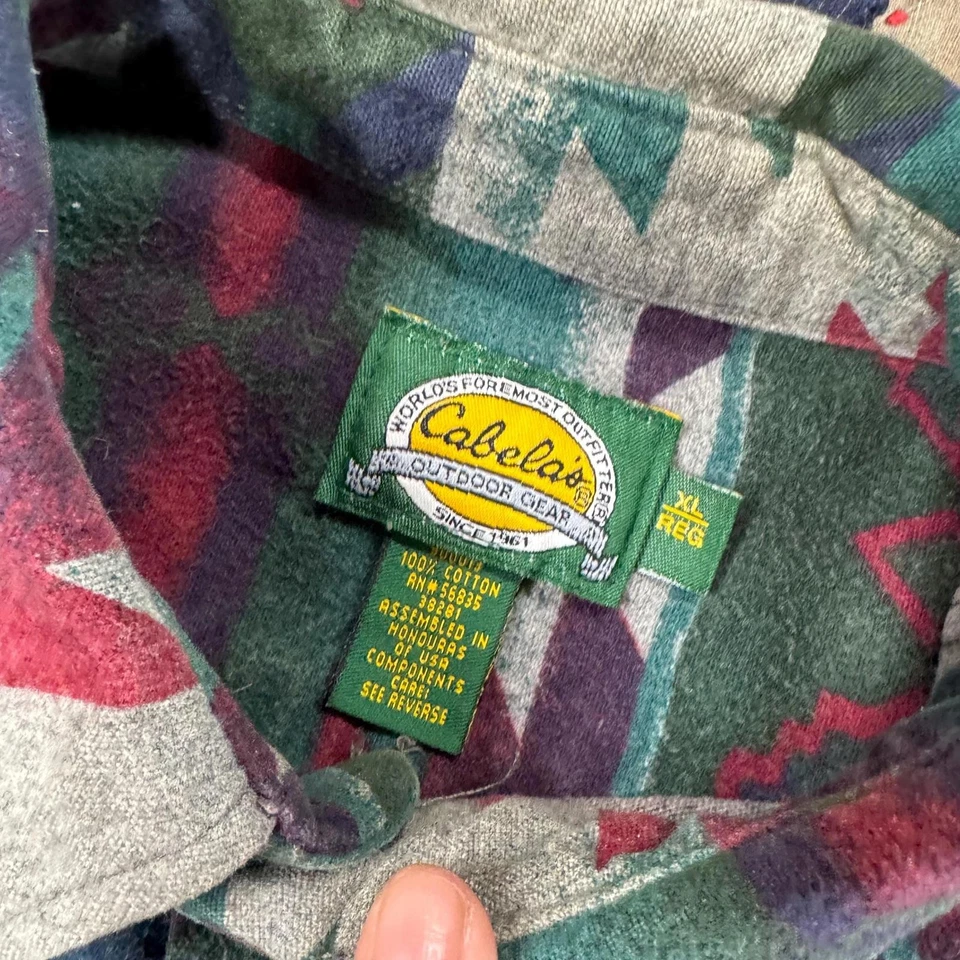 WORLD'S FOREMOST OUTFITTER®
Cabela's®
OUTDOOR GEAR
SINCE 1961
XL
REG
100% COTTON
RN#56835
38281
ASSEMBLED IN
HONDURAS
OF USA
COMPONENTS
CARE:
SEE REVERSE